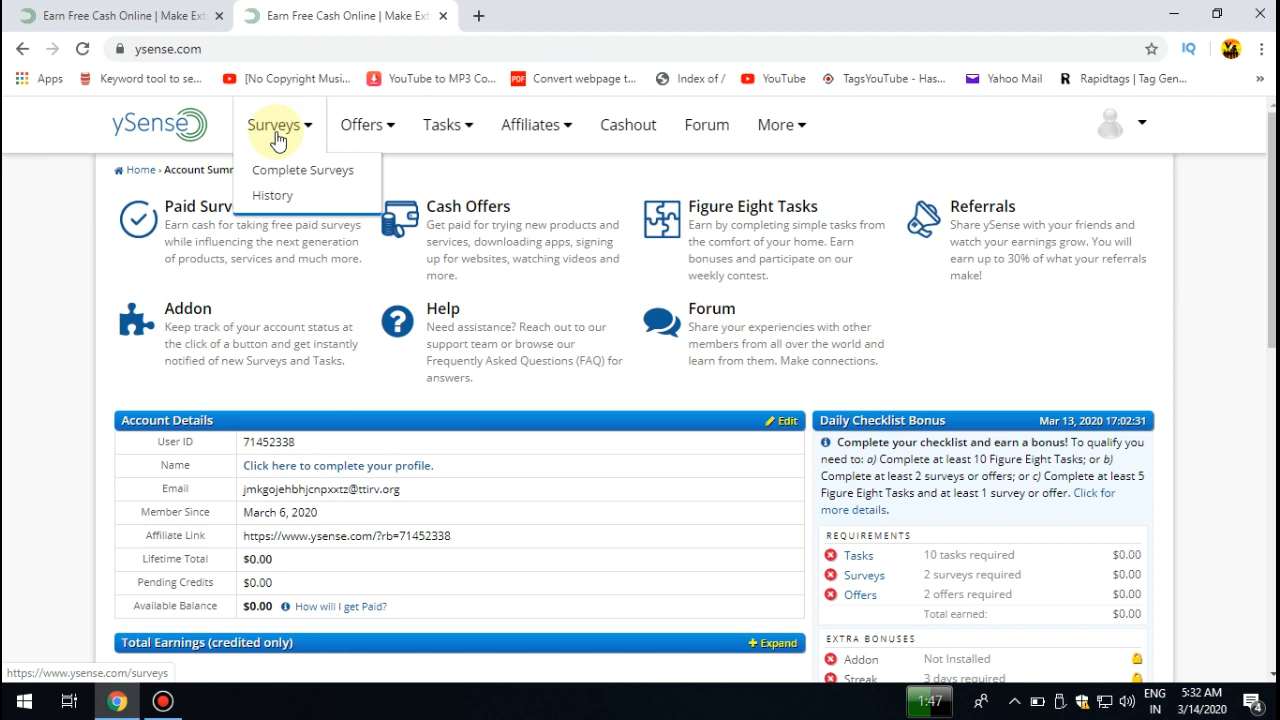 Earn Free Cash Online | Make Ext
Earn Free Cash Online | Make Ext
ysense.com
IQ
Apps
Keyword tool to se...
[No Copyright Musi...
YouTube to MP3 Co...
PDF
Convert webpage t...
Index of /
YouTube
TagsYouTube - Has...
Yahoo Mail
R
Rapidtags | Tag Gen...
»
ySense
Surveys
Offers
Tasks
Affiliates
Cashout
Forum
More
Complete Surveys
History
Home › Account Summ
Paid Surv
Earn cash for taking free paid surveys
while influencing the next generation
of products, services and much more.
Cash Offers
Get paid for trying new products and
services, downloading apps, signing
up for websites, watching videos and
more.
Figure Eight Tasks
Earn by completing simple tasks from
the comfort of your home. Earn
bonuses and participate on our
weekly contest.
Referrals
Share ySense with your friends and
watch your earnings grow. You will
earn up to 30% of what your referrals
make!
Addon
Keep track of your account status at
the click of a button and get instantly
notified of new Surveys and Tasks.
Help
Need assistance? Reach out to our
support team or browse our
Frequently Asked Questions (FAQ) for
answers.
Forum
Share your experiencies with other
members from all over the world and
learn from them. Make connections.
Account Details
Edit
User ID 71452338
Name Click here to complete your profile.
Email jmkgojehbhjcnpxxtz@ttirv.org
Member Since March 6, 2020
Affiliate Link https://www.ysense.com/?rb=71452338
Lifetime Total $0.00
Pending Credits $0.00
Available Balance $0.00 How will I get Paid?
Total Earnings (credited only)
Expand
Daily Checklist Bonus Mar 13, 2020 17:02:31
Complete your checklist and earn a bonus! To qualify you
need to: a) Complete at least 10 Figure Eight Tasks; or b)
Complete at least 2 surveys or offers; or c) Complete at least 5
Figure Eight Tasks and at least 1 survey or offer. Click for
more details.
REQUIREMENTS
Tasks 10 tasks required $0.00
Surveys 2 surveys required $0.00
Offers 2 offers required $0.00
Total earned: $0.00
EXTRA BONUSES
Addon Not Installed
Streak 3 days required
https://www.ysense.com/surveys
1:47
ENG
IN
5:32 AM
3/14/2020
4